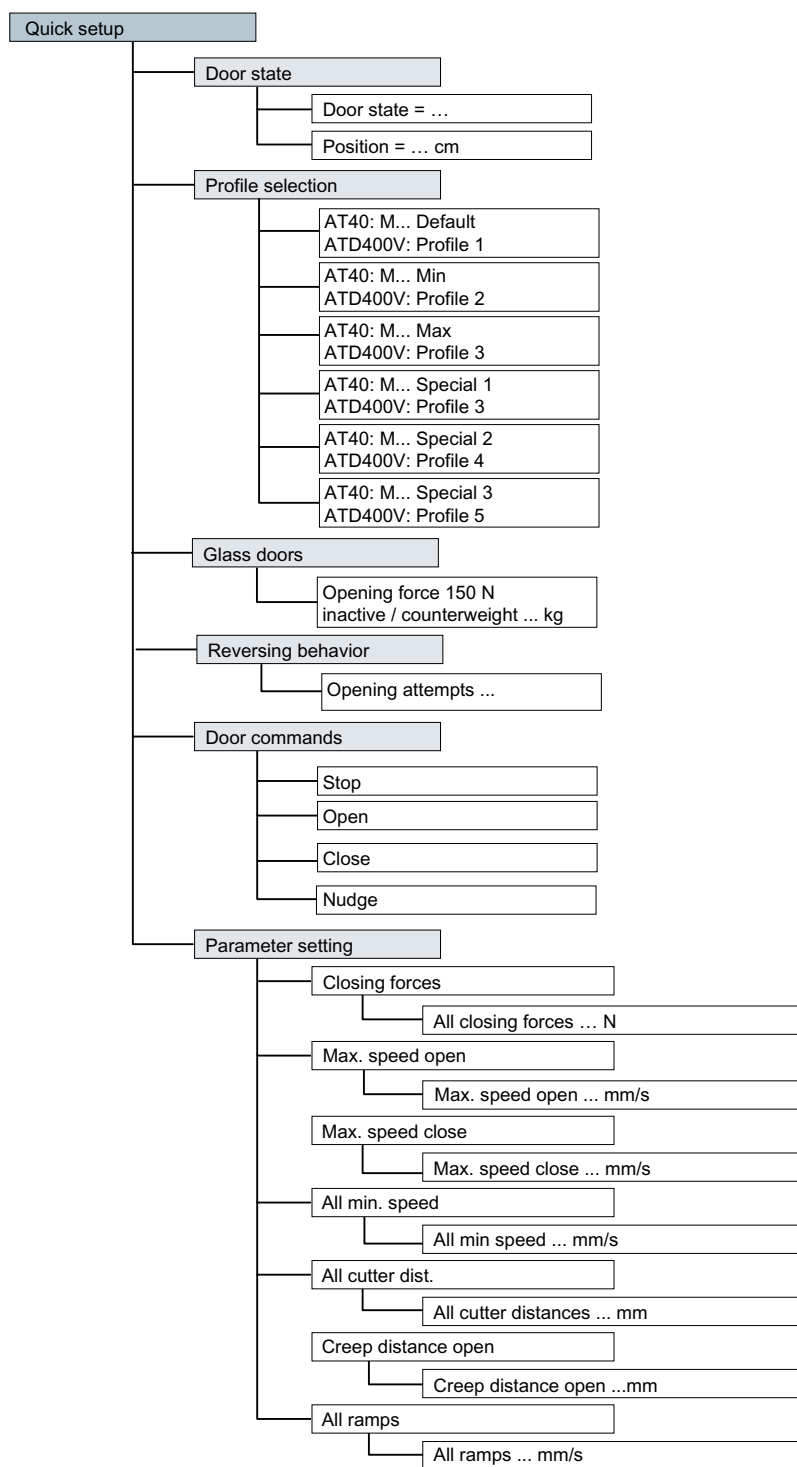 Quick setup
Door state
Door state = …
Position = … cm
Profile selection
AT40: M... Default
ATD400V: Profile 1
AT40: M... Min
ATD400V: Profile 2
AT40: M... Max
ATD400V: Profile 3
AT40: M... Special 1
ATD400V: Profile 3
AT40: M... Special 2
ATD400V: Profile 4
AT40: M... Special 3
ATD400V: Profile 5
Glass doors
Opening force 150 N
inactive / counterweight ... kg
Reversing behavior
Opening attempts ...
Door commands
Stop
Open
Close
Nudge
Parameter setting
Closing forces
All closing forces … N
Max. speed open
Max. speed open ... mm/s
Max. speed close
Max. speed close ... mm/s
All min. speed
All min speed ... mm/s
All cutter dist.
All cutter distances ... mm
Creep distance open
Creep distance open ...mm
All ramps
All ramps ... mm/s